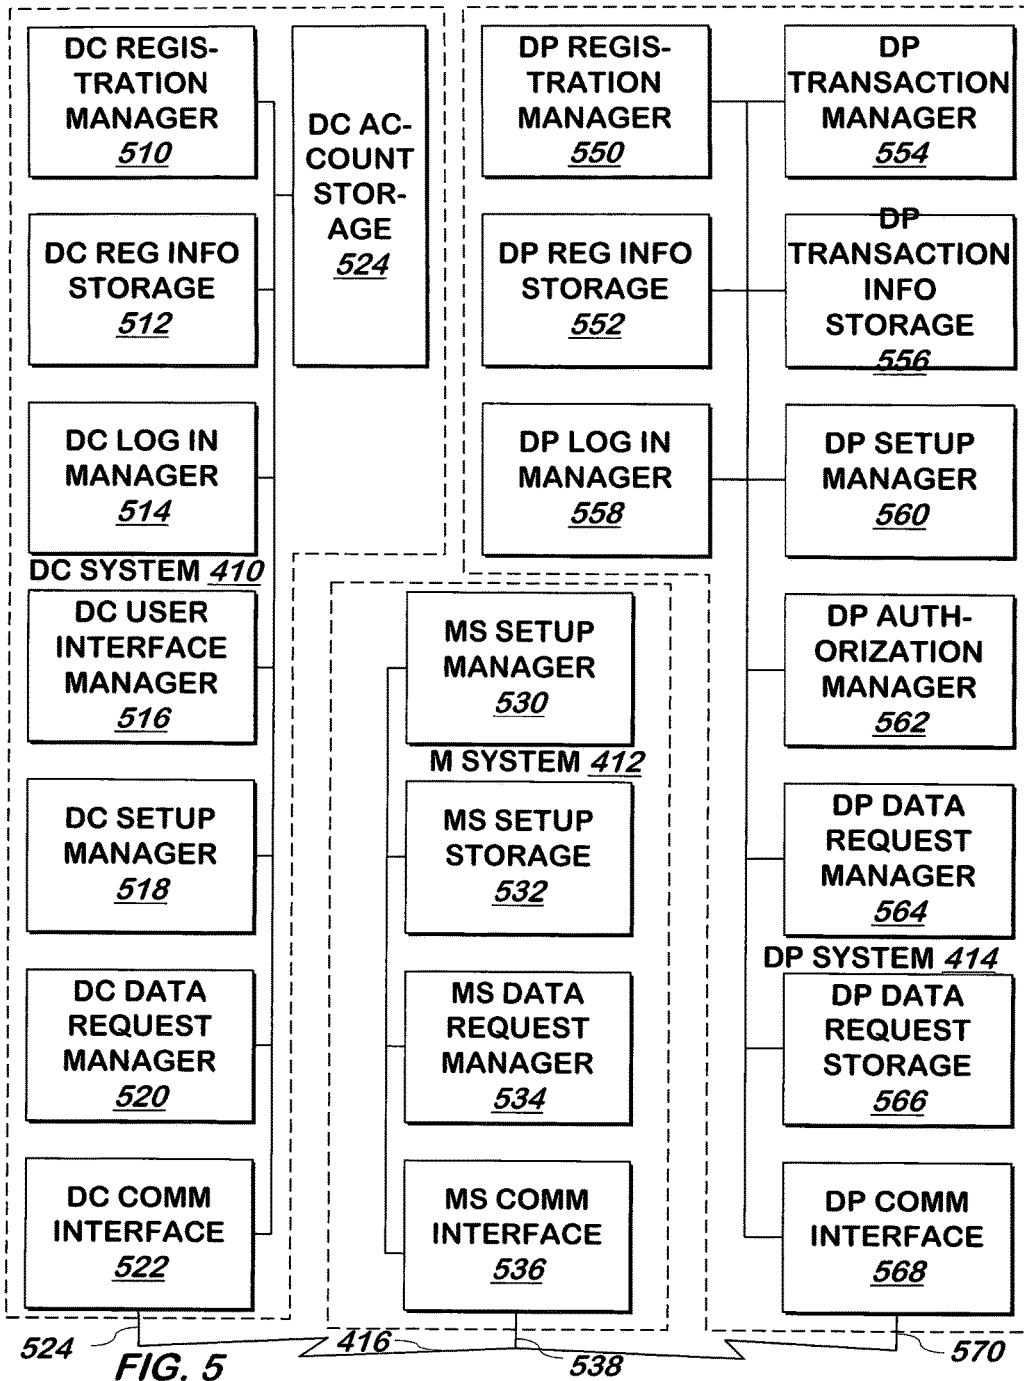 DC REGIS-
TRATION
MANAGER
510
DC AC-
COUNT
STOR-
AGE
524
DC REG INFO
STORAGE
512
DC LOG IN
MANAGER
514
DC SYSTEM 410
DC USER
INTERFACE
MANAGER
516
DC SETUP
MANAGER
518
DC DATA
REQUEST
MANAGER
520
DC COMM
INTERFACE
522
524
MS SETUP
MANAGER
530
M SYSTEM 412
MS SETUP
STORAGE
532
MS DATA
REQUEST
MANAGER
534
MS COMM
INTERFACE
536
416
538
DP REGIS-
TRATION
MANAGER
550
DP
TRANSACTION
MANAGER
554
DP REG INFO
STORAGE
552
DP
TRANSACTION
INFO
STORAGE
556
DP LOG IN
MANAGER
558
DP SETUP
MANAGER
560
DP AUTH-
ORIZATION
MANAGER
562
DP DATA
REQUEST
MANAGER
564
DP SYSTEM 414
DP DATA
REQUEST
STORAGE
566
DP COMM
INTERFACE
568
570
FIG. 5